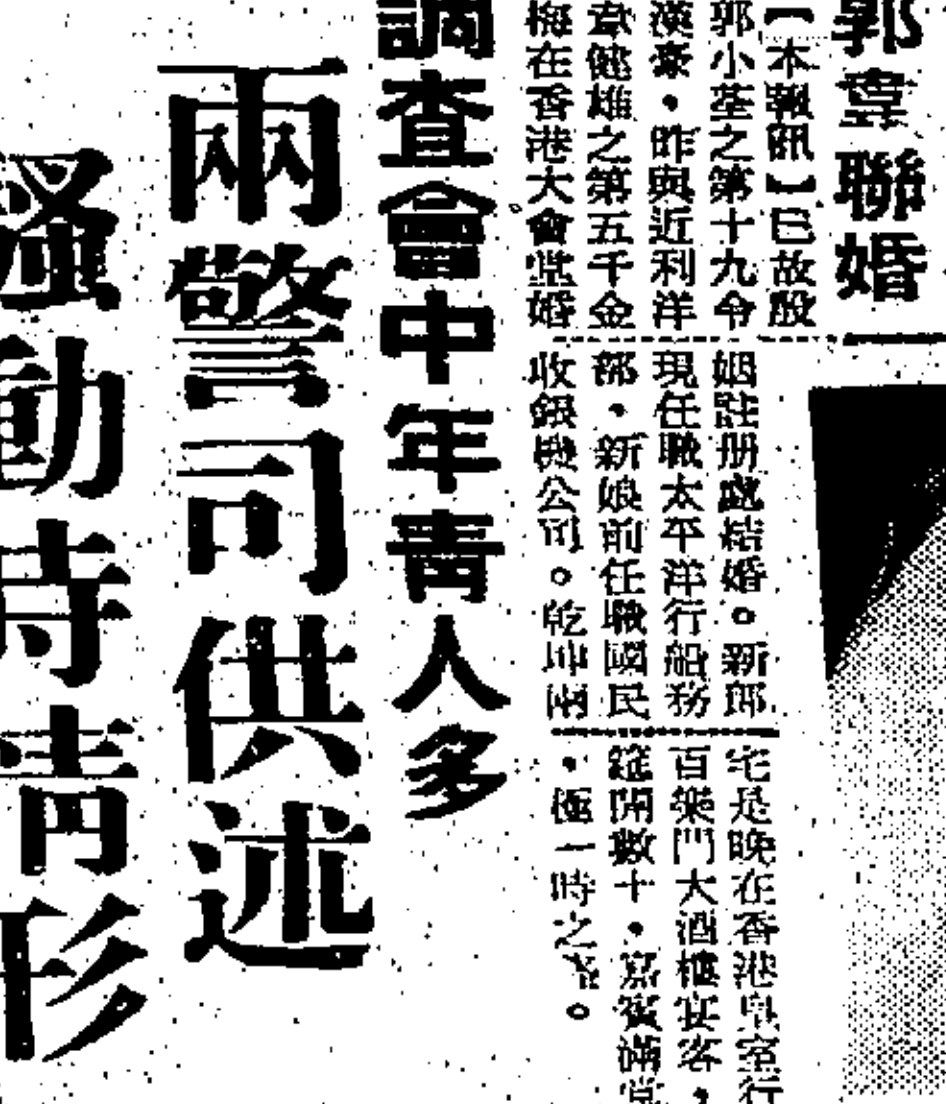 郭韋聯婚
【本報訊】已故殷
郭小荃之第十九令
漢豪・昨與近利洋
韋健雄之第五千金
梅在香港大會堂婚
姻註册處結婚。新郎
現任職太平洋行船務
部・新娘前任職國民
收銀機公司。乾坤兩
宅是晚在香港皇室行
百樂門大酒樓宴客，
筵開數十・嘉賓滿堂
・極一時之。
調查會中年青人多
兩警司供述
騷動時情形